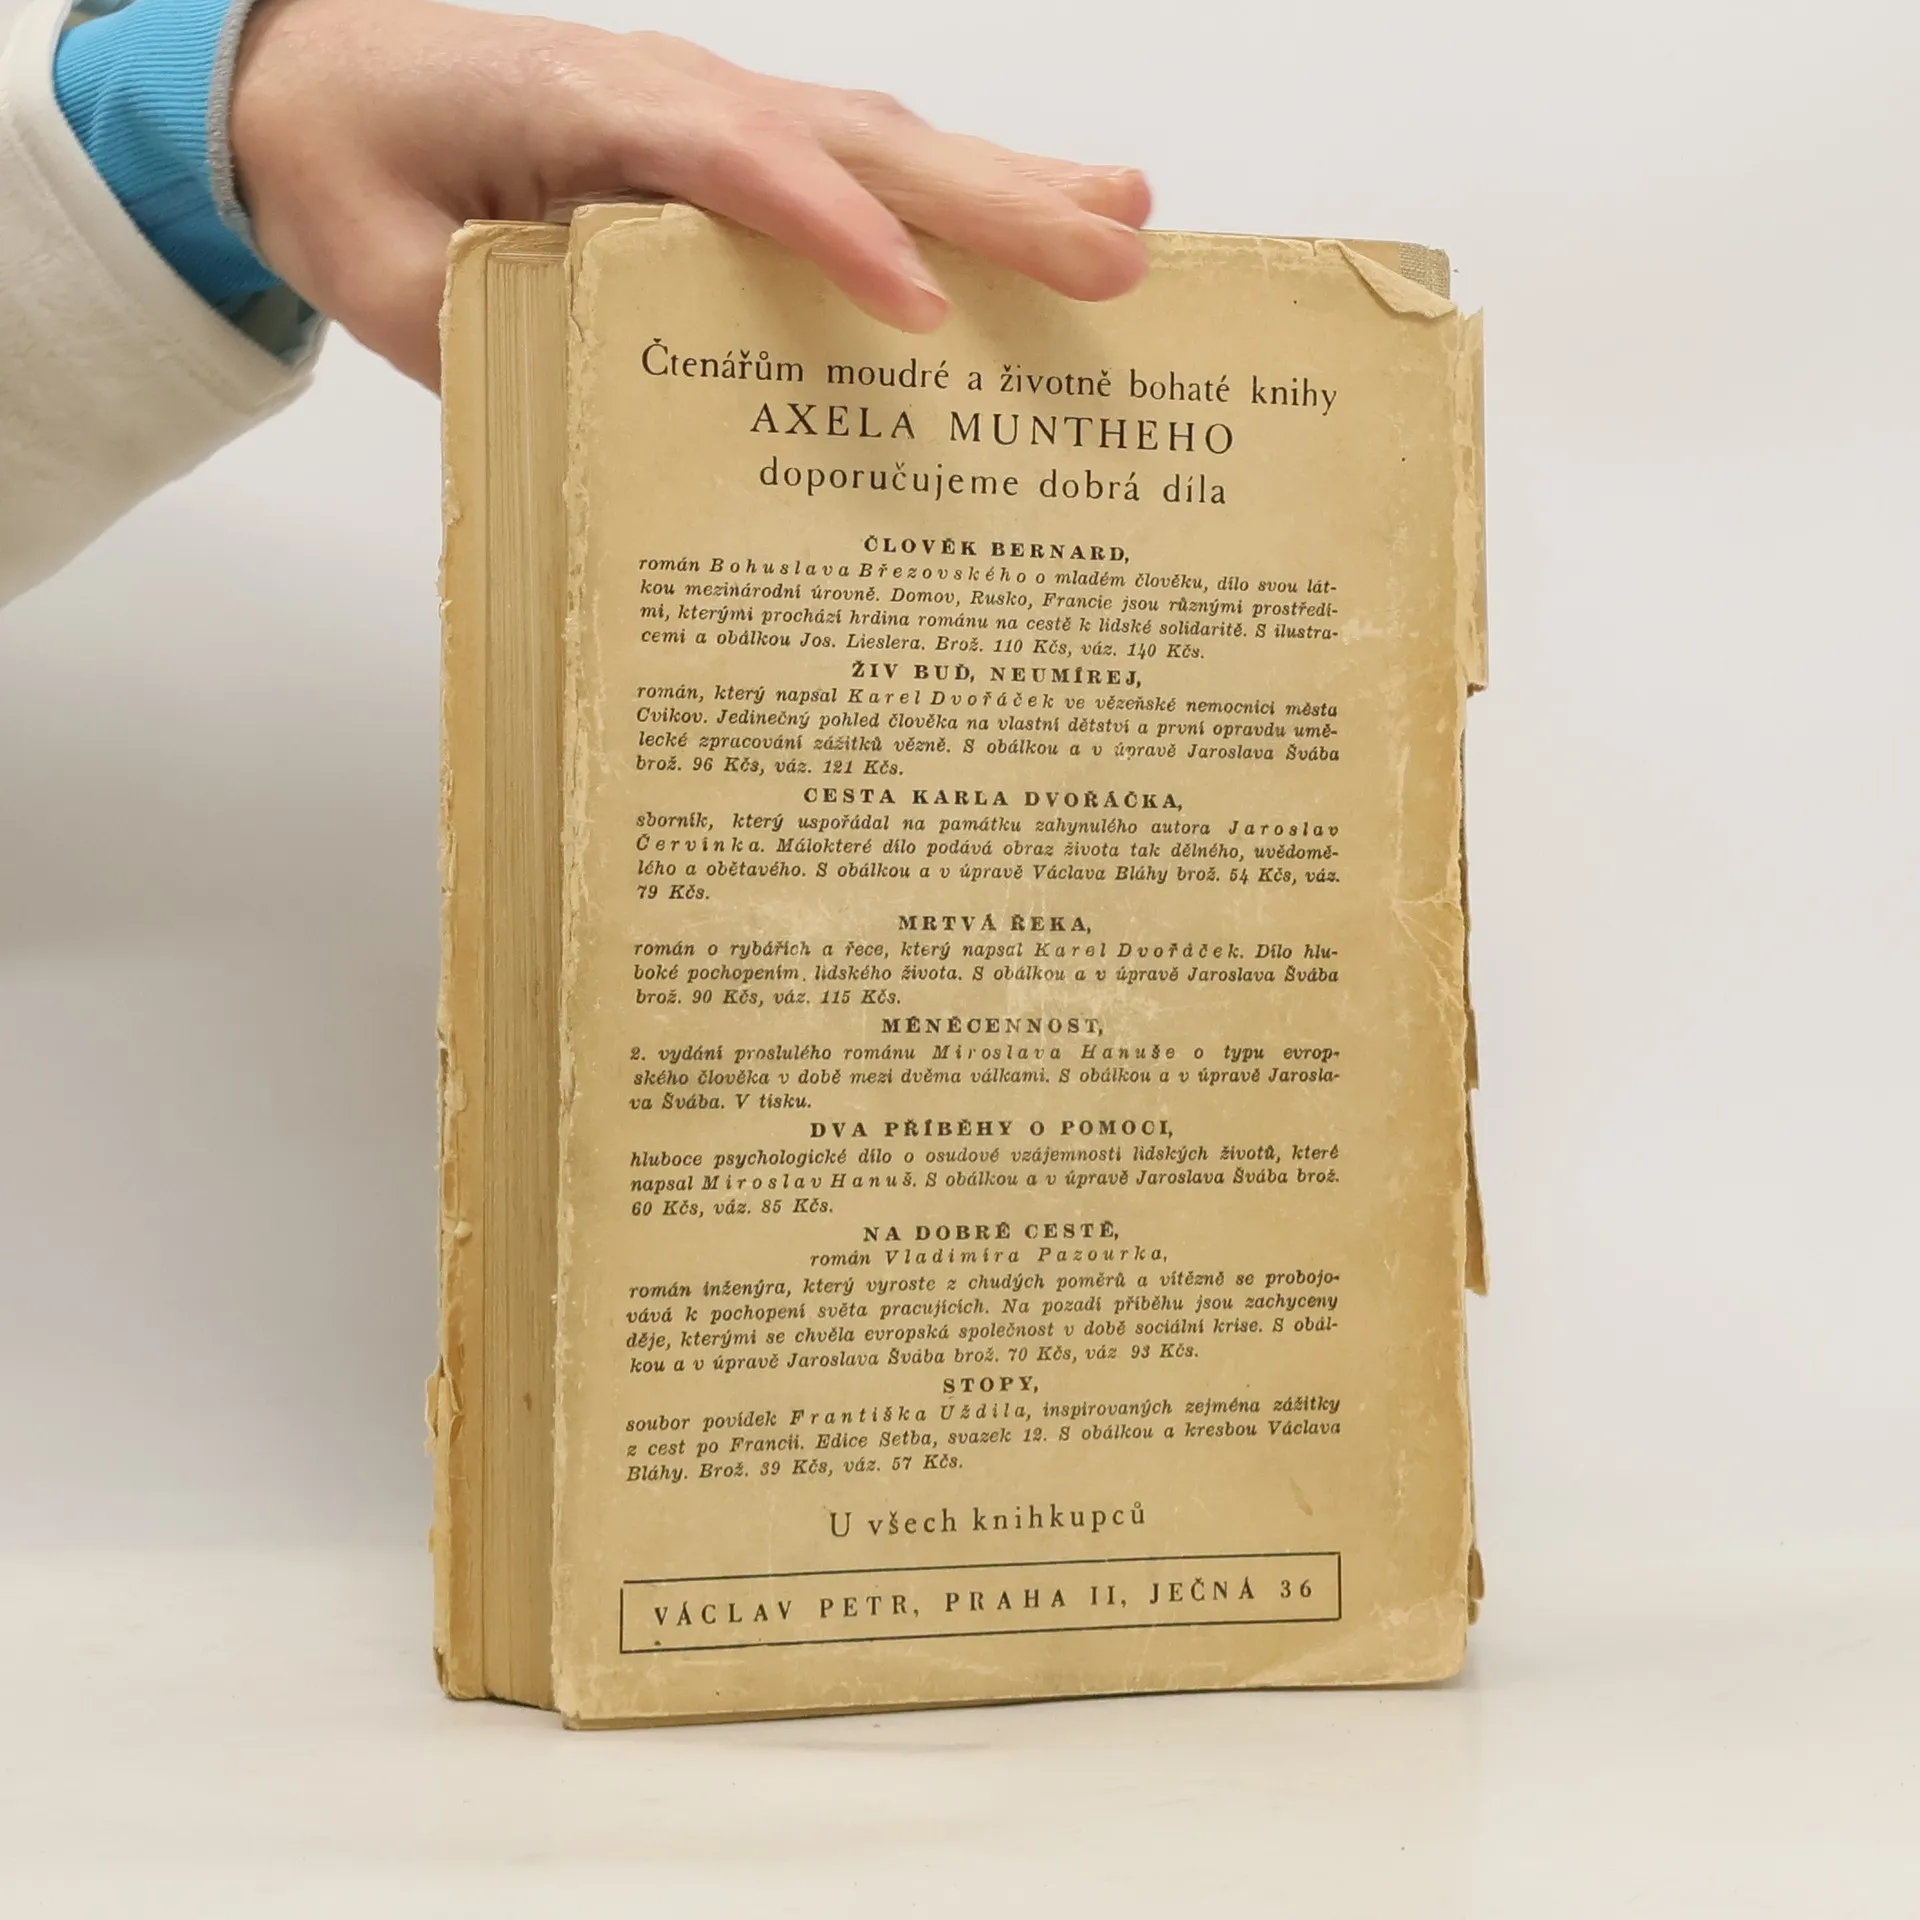 Čtenářům moudré a životně bohaté knihy
AXELA MUNTHEHO
doporučujeme dobrá díla
ČLOVĚK BERNARD,
román Bohuslava Březovského o mladém člověku, dílo svou lát-
kou mezinárodní úrovně. Domov, Rusko, Francie jsou různými prostředí-
mi, kterými prochází hrdina románu na cestě k lidské solidaritě. S ilustra-
cemi a obálkou Jos. Lieslera. Brož. 110 Kčs, váz. 140 Kčs.
ŽIV BUĎ, NEUMÍREJ,
román, který napsal Karel Dvořáček ve vězeňské nemocnici města
Cvikov. Jedinečný pohled člověka na vlastní dětství a první opravdu umě-
lecké zpracování zážitků vězně. S obálkou a v úpravě Jaroslava Švába
brož. 96 Kčs, váz. 121 Kčs.
CESTA KARLA DVOŘÁČKA,
sborník, který uspořádal na památku zahynulého autora Jaroslav
Červinka. Málokteré dílo podává obraz života tak dělného, uvědomě-
lého a obětavého. S obálkou a v úpravě Václava Bláhy brož. 54 Kčs, váz.
79 Kčs.
MRTVÁ ŘEKA,
román o rybářích a řece, který napsal Karel Dvořáček. Dílo hlu-
boké pochopením lidského života. S obálkou a v úpravě Jaroslava Švába
brož. 90 Kčs, váz. 115 Kčs.
MÉNĚCENNOST,
2. vydání proslulého románu Miroslava Hanuše o typu evrop-
ského člověka v době mezi dvěma válkami. S obálkou a v úpravě Jarosla-
va Švába. V tisku.
DVA PŘÍBĚHY O POMOCI,
hluboce psychologické dílo o osudové vzájemnosti lidských životů, které
napsal Miroslav Hanuš. S obálkou a v úpravě Jaroslava Švába brož.
60 Kčs, váz. 85 Kčs.
NA DOBRÉ CESTĚ,
román Vladimíra Pazourka,
román inženýra, který vyroste z chudých poměrů a vítězně se probojo-
vává k pochopení světa pracujících. Na pozadí příběhu jsou zachyceny
děje, kterými se chvěla evropská společnost v době sociální krise. S obál-
kou a v úpravě Jaroslava Švába brož. 70 Kčs, váz 93 Kčs.
STOPY,
soubor povídek Františka Uždila, inspirovaných zejména zážitky
z cest po Francii. Edice Setba, svazek 12. S obálkou a kresbou Václava
Bláhy. Brož. 39 Kčs, váz. 57 Kčs.
U všech knihkupců
VÁCLAV PETR, PRAHA II, JEČNÁ 36